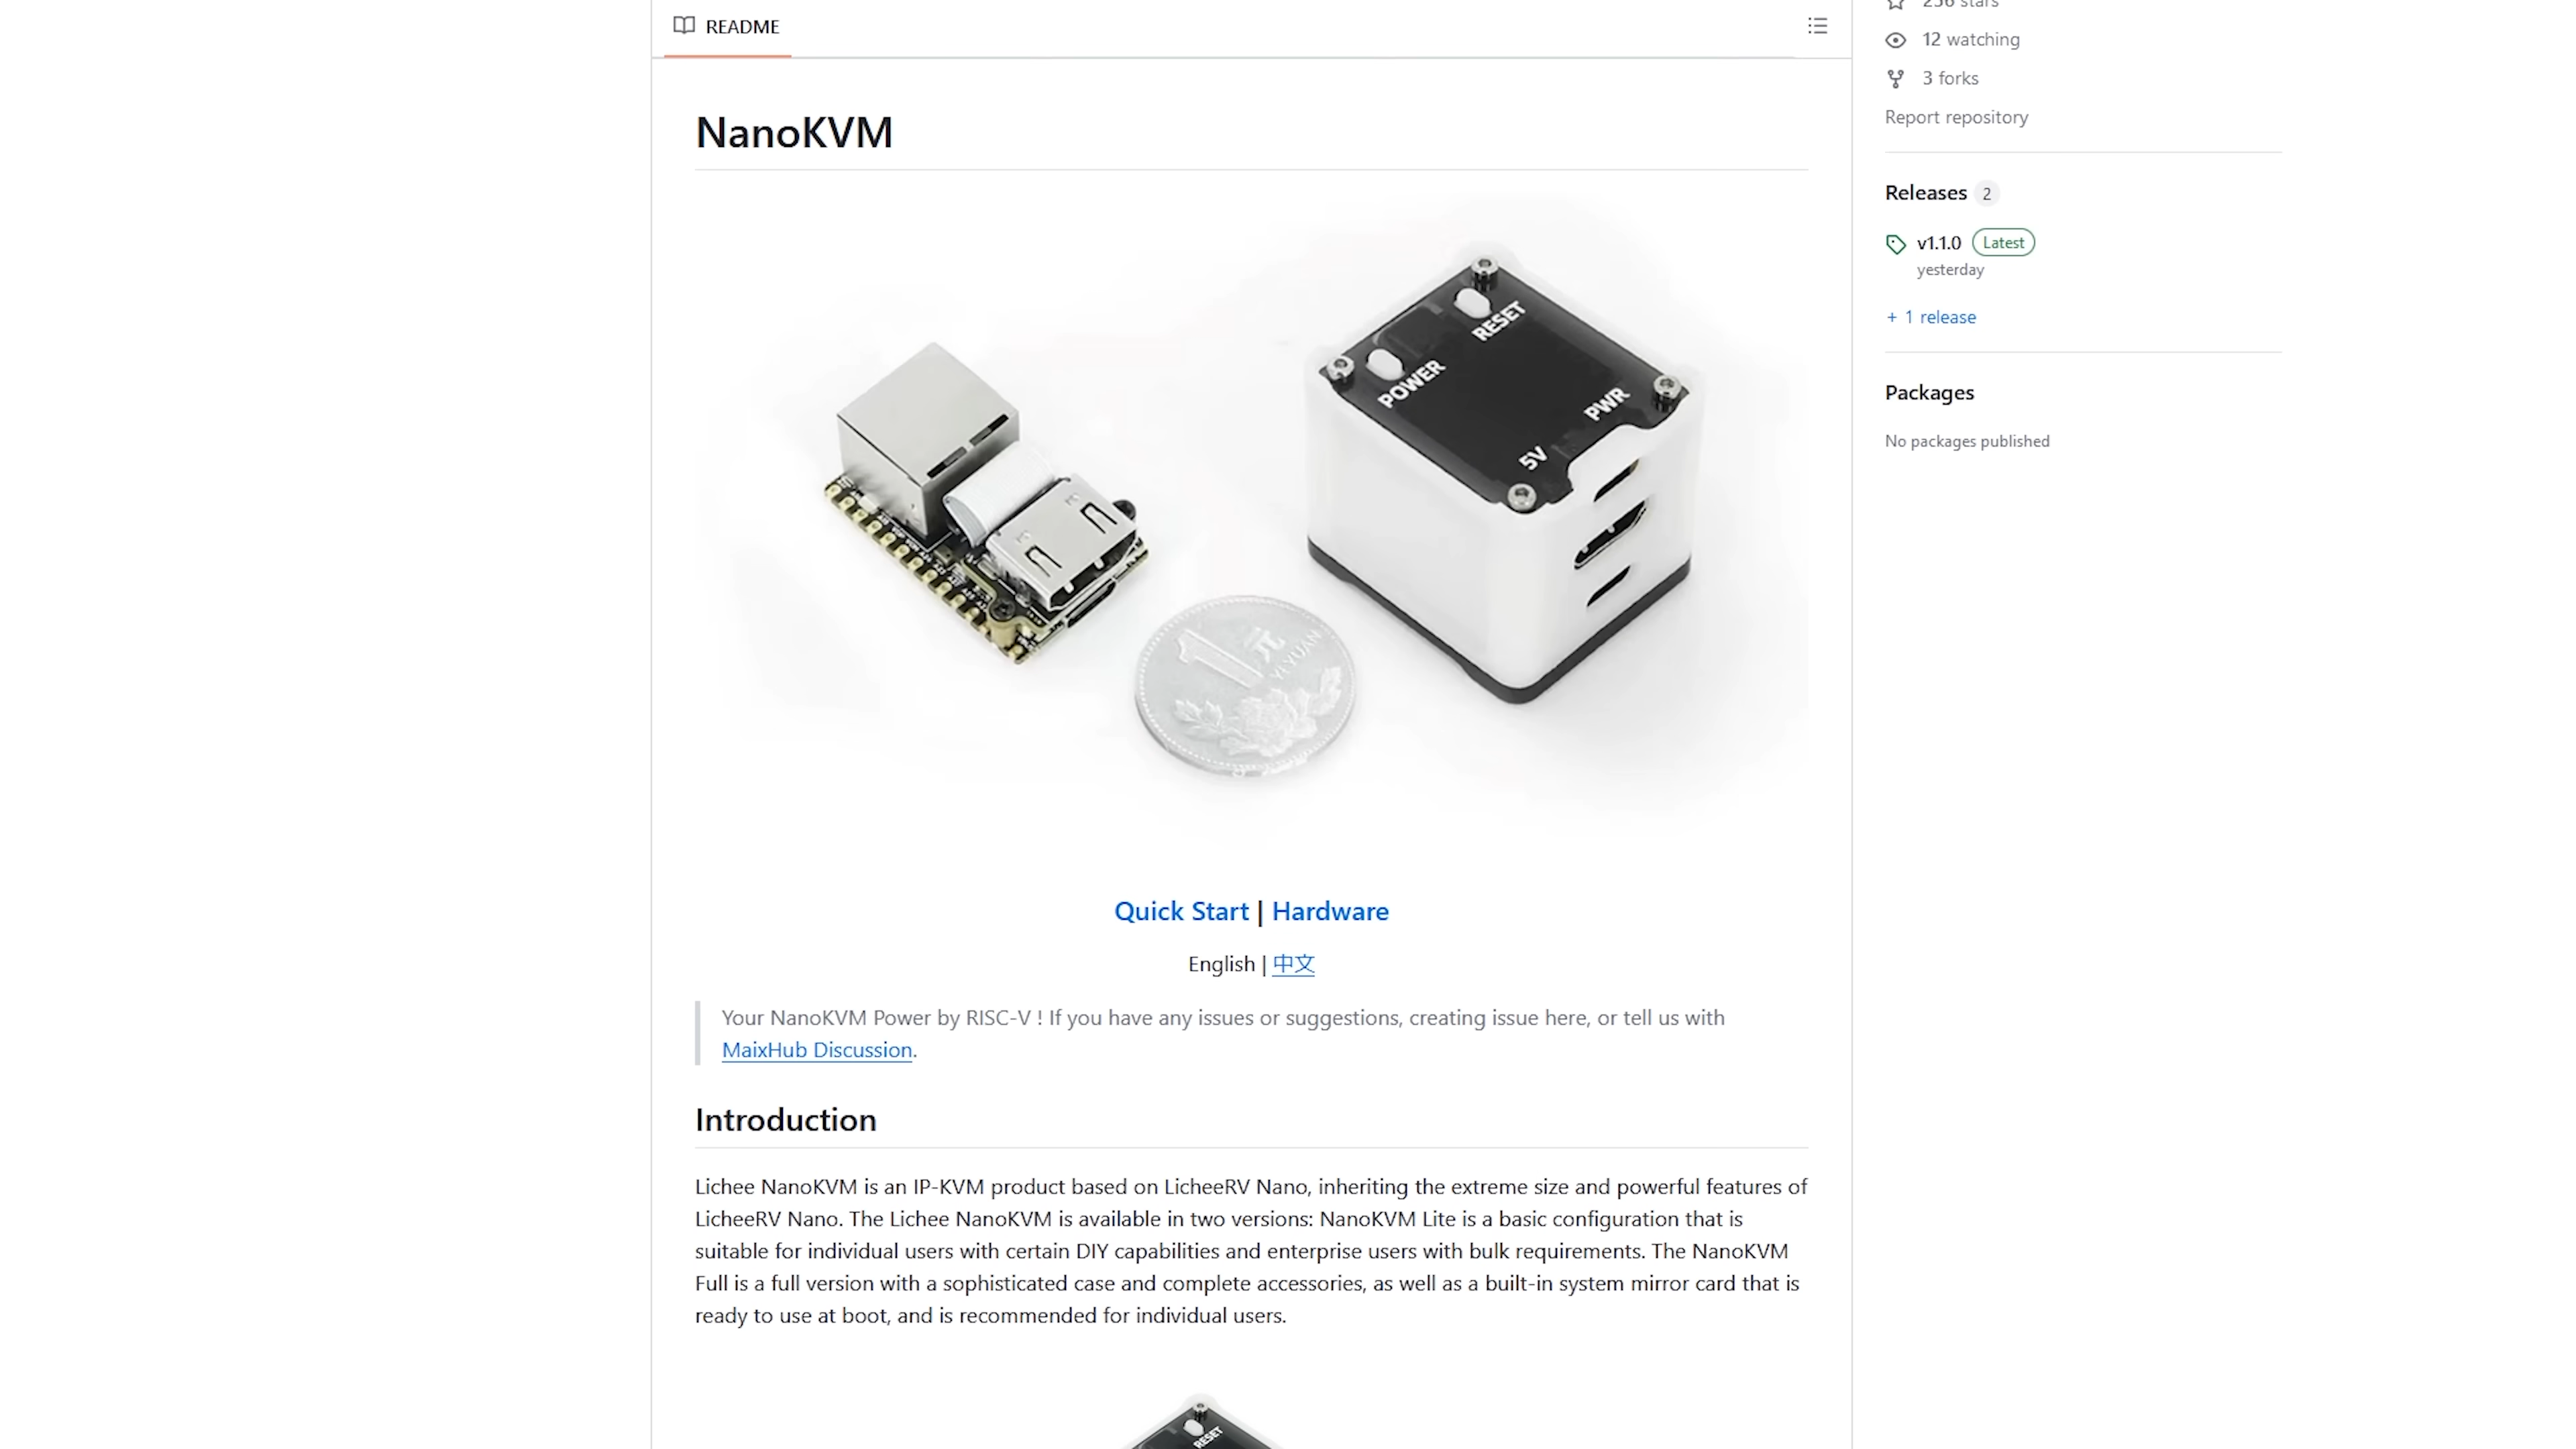 README
NanoKVM
POWER
RESET
PWR
5V
1元
YI YUAN
Quick Start | Hardware
English | 中文
Your NanoKVM Power by RISC-V ! If you have any issues or suggestions, creating issue here, or tell us with
MaixHub Discussion.
Introduction
Lichee NanoKVM is an IP-KVM product based on LicheeRV Nano, inheriting the extreme size and powerful features of
LicheeRV Nano. The Lichee NanoKVM is available in two versions: NanoKVM Lite is a basic configuration that is
suitable for individual users with certain DIY capabilities and enterprise users with bulk requirements. The NanoKVM
Full is a full version with a sophisticated case and complete accessories, as well as a built-in system mirror card that is
ready to use at boot, and is recommended for individual users.
RESET
stars
12 watching
3 forks
Report repository
Releases 2
v1.1.0 Latest
yesterday
+ 1 release
Packages
No packages published